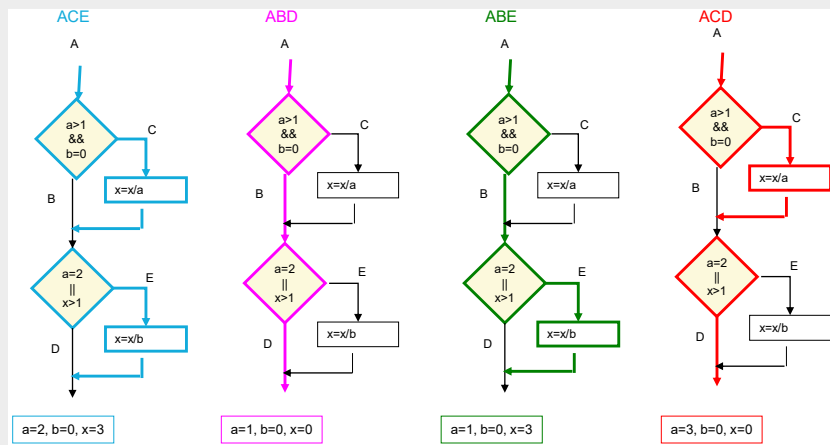 ACE
A
a>1
&&
b=0
C
x=x/a
B
a=2
||
x>1
E
x=x/b
D
a=2, b=0, x=3
ABD
A
a>1
&&
b=0
C
x=x/a
B
a=2
||
x>1
E
x=x/b
D
a=1, b=0, x=0
ABE
A
a>1
&&
b=0
C
x=x/a
B
a=2
||
x>1
E
x=x/b
D
a=1, b=0, x=3
ACD
A
a>1
&&
b=0
C
x=x/a
B
a=2
||
x>1
E
x=x/b
D
a=3, b=0, x=0